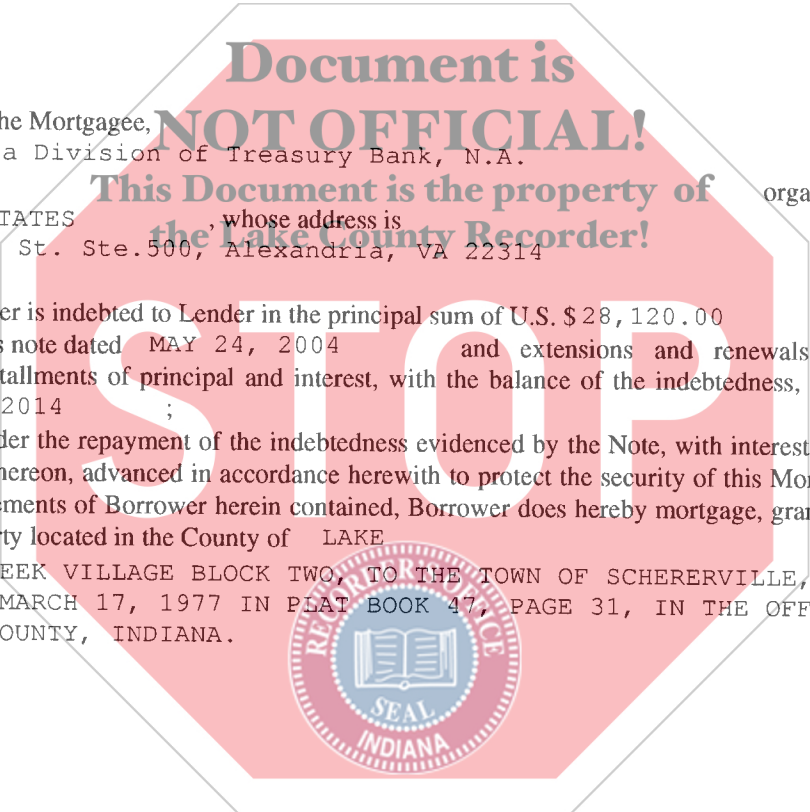 Document is
he Mortgagee,
NOT OFFICIAL!
a Division of Treasury Bank, N.A.
This Document is the property of
orga
TATES , whose address is
the Lake County Recorder!
St. Ste.500, Alexandria, VA 22314
er is indebted to Lender in the principal sum of U.S. $ 28,120.00
s note dated MAY 24, 2004 and extensions and renewals
tallments of principal and interest, with the balance of the indebtedness,
2014 ;
der the repayment of the indebtedness evidenced by the Note, with interest
hereon, advanced in accordance herewith to protect the security of this Mor
ements of Borrower herein contained, Borrower does hereby mortgage, gran
rty located in the County of LAKE
EEK VILLAGE BLOCK TWO, TO THE TOWN OF SCHERERVILLE,
MARCH 17, 1977 IN PLAT BOOK 47, PAGE 31, IN THE OFF
OUNTY, INDIANA.
STOP
RECORDER'S OFFICE
SEAL
INDIANA